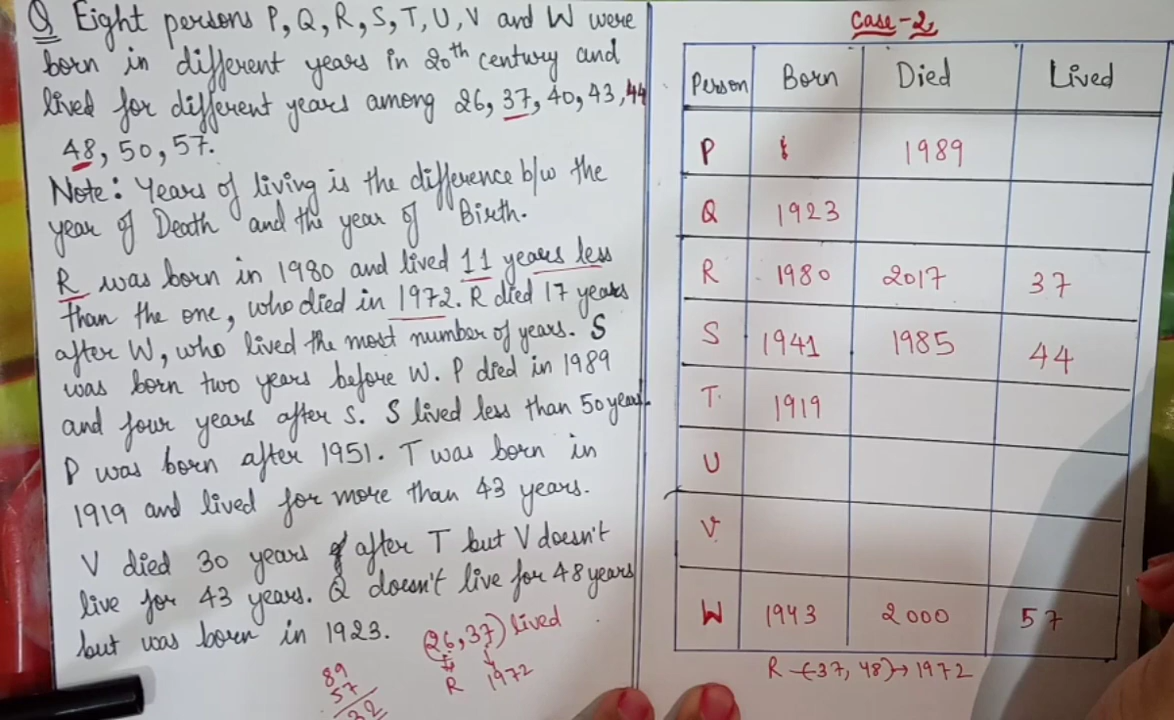 Q Eight persons P, Q, R, S, T, U, V and W were
born in different years in 20th century and
lived for different years among 26, 37, 40, 43, 44
48, 50, 57.
Note: Years of living is the difference b/w the
year of Death and the year of Birth.
R was born in 1980 and lived 11 years less
than the one, who died in 1972. R died 17 years
after W, who lived the most number of years. S
was born two years before W. P died in 1989
and four years after S. S lived less than 50 years.
P was born after 1951. T was born in
1919 and lived for more than 43 years.
V died 30 years after T but V doesn't
live for 43 years. Q doesn't live for 48 years
but was born in 1923.
(26, 37) lived
R 1972
89
57
32
Case-2
Person Born Died Lived
P 1989
Q 1923
R 1980 2017 37
S 1941 1985 44
T 1919
U
V
W 1943 2000 57
R ←(37, 48)→ 1972